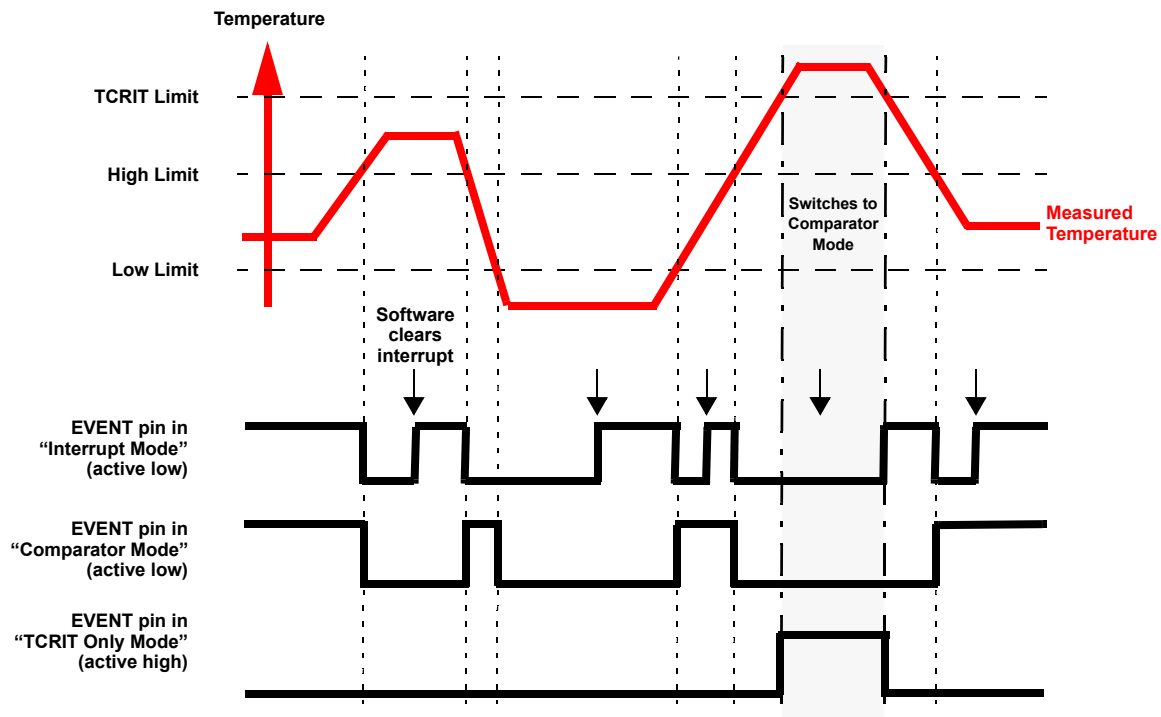 Temperature
TCRIT Limit
High Limit
Low Limit
Switches to
Comparator
Mode
Measured
Temperature
Software
clears
interrupt
EVENT pin in
“Interrupt Mode”
(active low)
EVENT pin in
“Comparator Mode”
(active low)
EVENT pin in
“TCRIT Only Mode”
(active high)